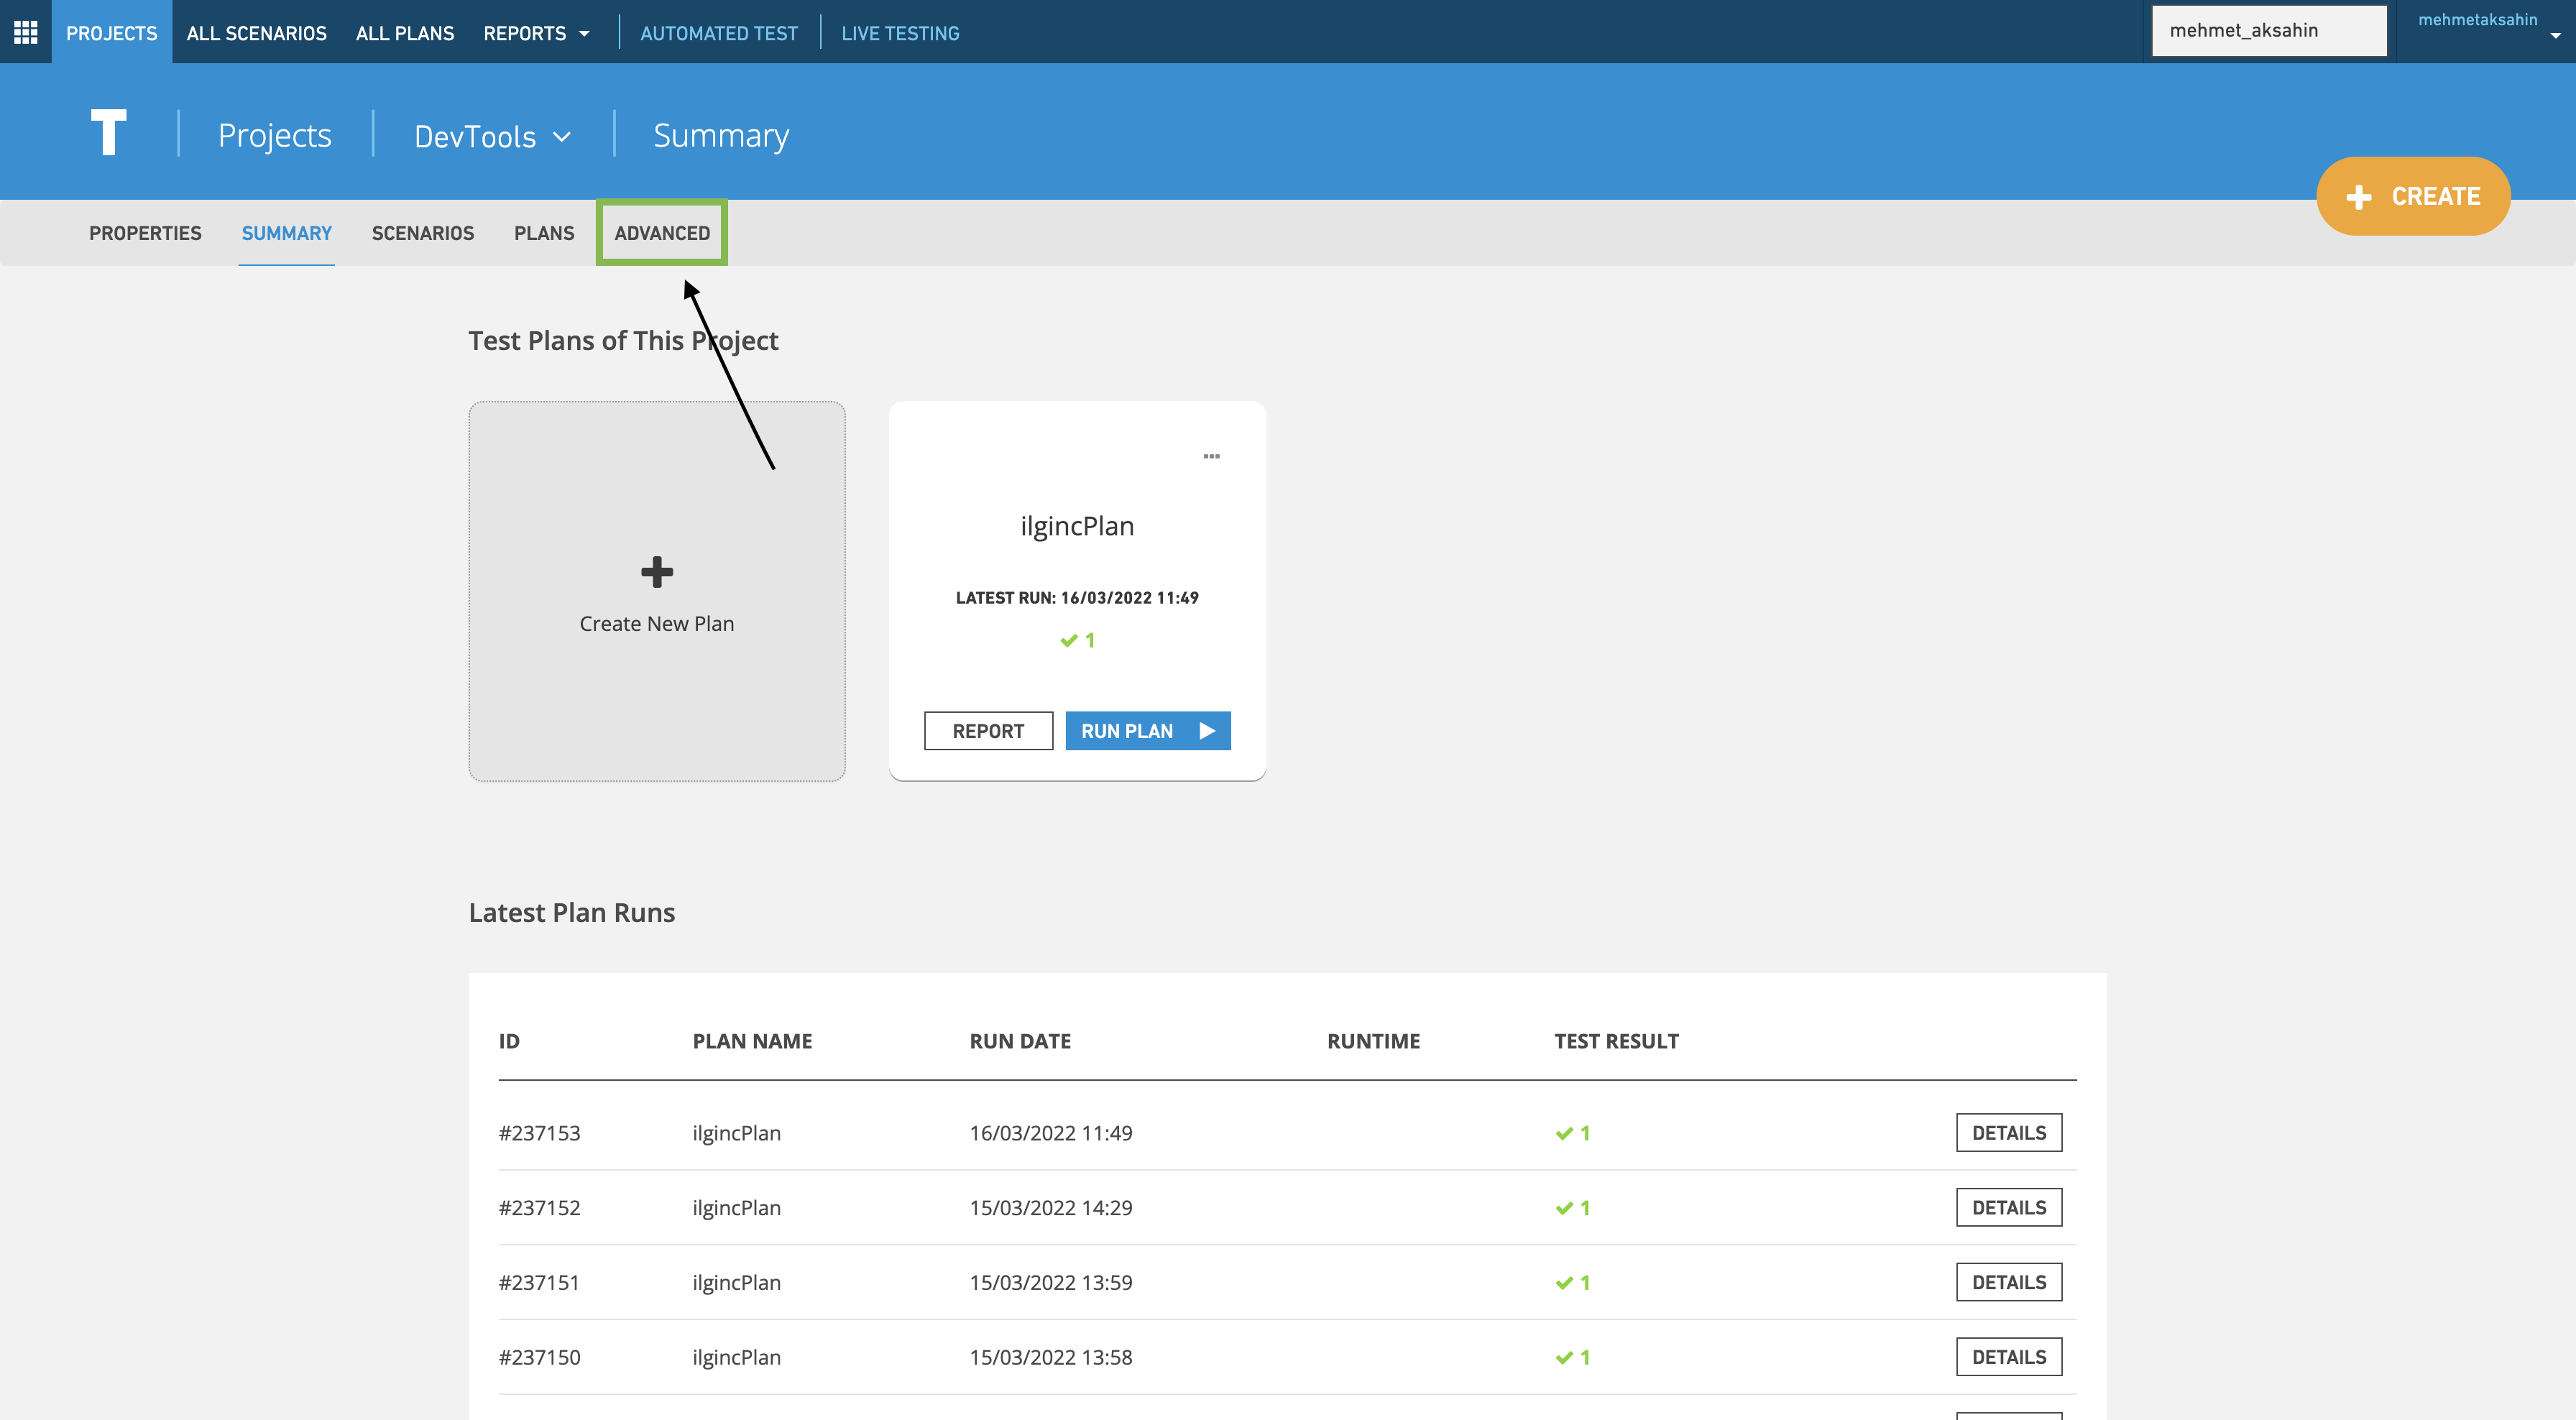 PROJECTS ALL SCENARIOS ALL PLANS REPORTS AUTOMATED TEST LIVE TESTING mehmet_aksahin mehmetaksahin
T Projects DevTools Summary
CREATE
PROPERTIES SUMMARY SCENARIOS PLANS ADVANCED
Test Plans of This Project
Create New Plan
ilgincPlan
LATEST RUN: 16/03/2022 11:49
1
REPORT RUN PLAN
Latest Plan Runs
ID PLAN NAME RUN DATE RUNTIME TEST RESULT
#237153 ilgincPlan 16/03/2022 11:49 1 DETAILS
#237152 ilgincPlan 15/03/2022 14:29 1 DETAILS
#237151 ilgincPlan 15/03/2022 13:59 1 DETAILS
#237150 ilgincPlan 15/03/2022 13:58 1 DETAILS